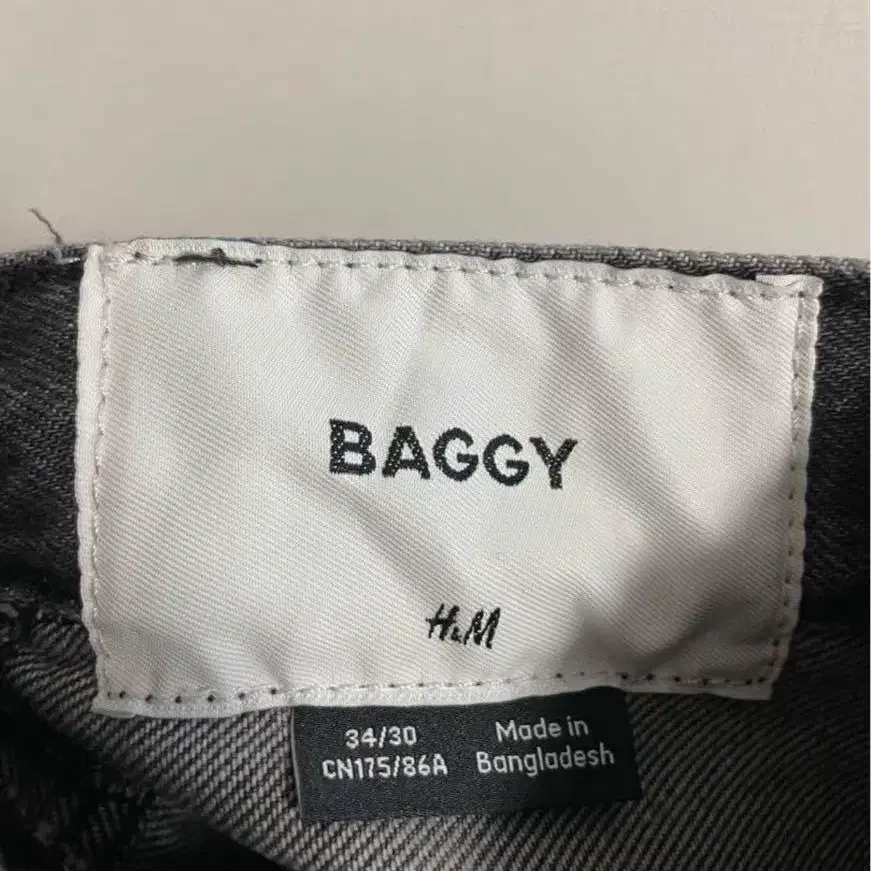 BAGGY
H&M
34/30
CN175/86A
Made in
Bangladesh